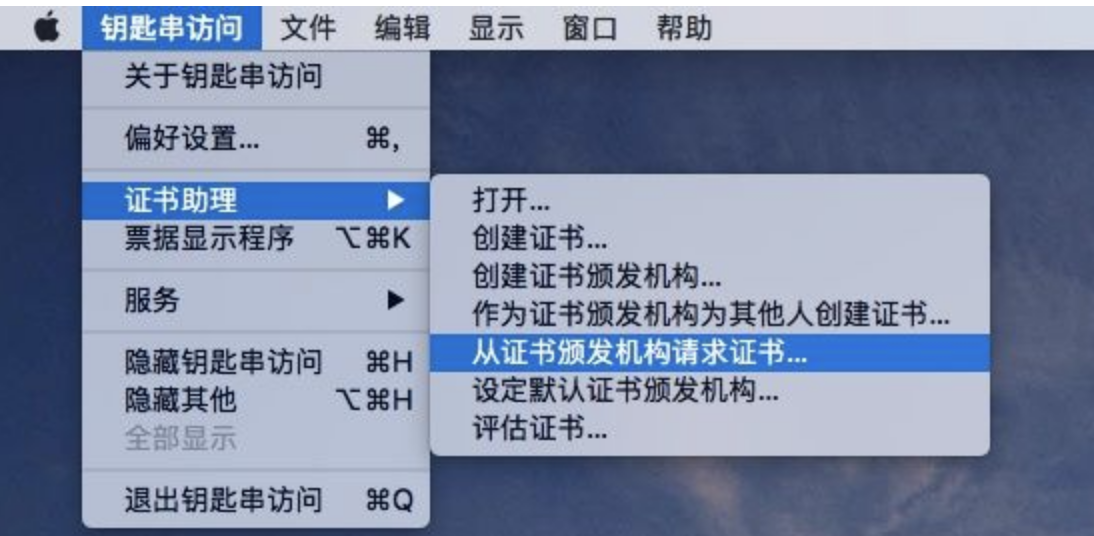 钥匙串访问 文件 编辑 显示 窗口 帮助
关于钥匙串访问
偏好设置... ⌘,
证书助理 ▶
票据显示程序 ⌥⌘K
服务 ▶
隐藏钥匙串访问 ⌘H
隐藏其他 ⌥⌘H
全部显示
退出钥匙串访问 ⌘Q
打开...
创建证书...
创建证书颁发机构...
作为证书颁发机构为其他人创建证书...
从证书颁发机构请求证书...
设定默认证书颁发机构...
评估证书...